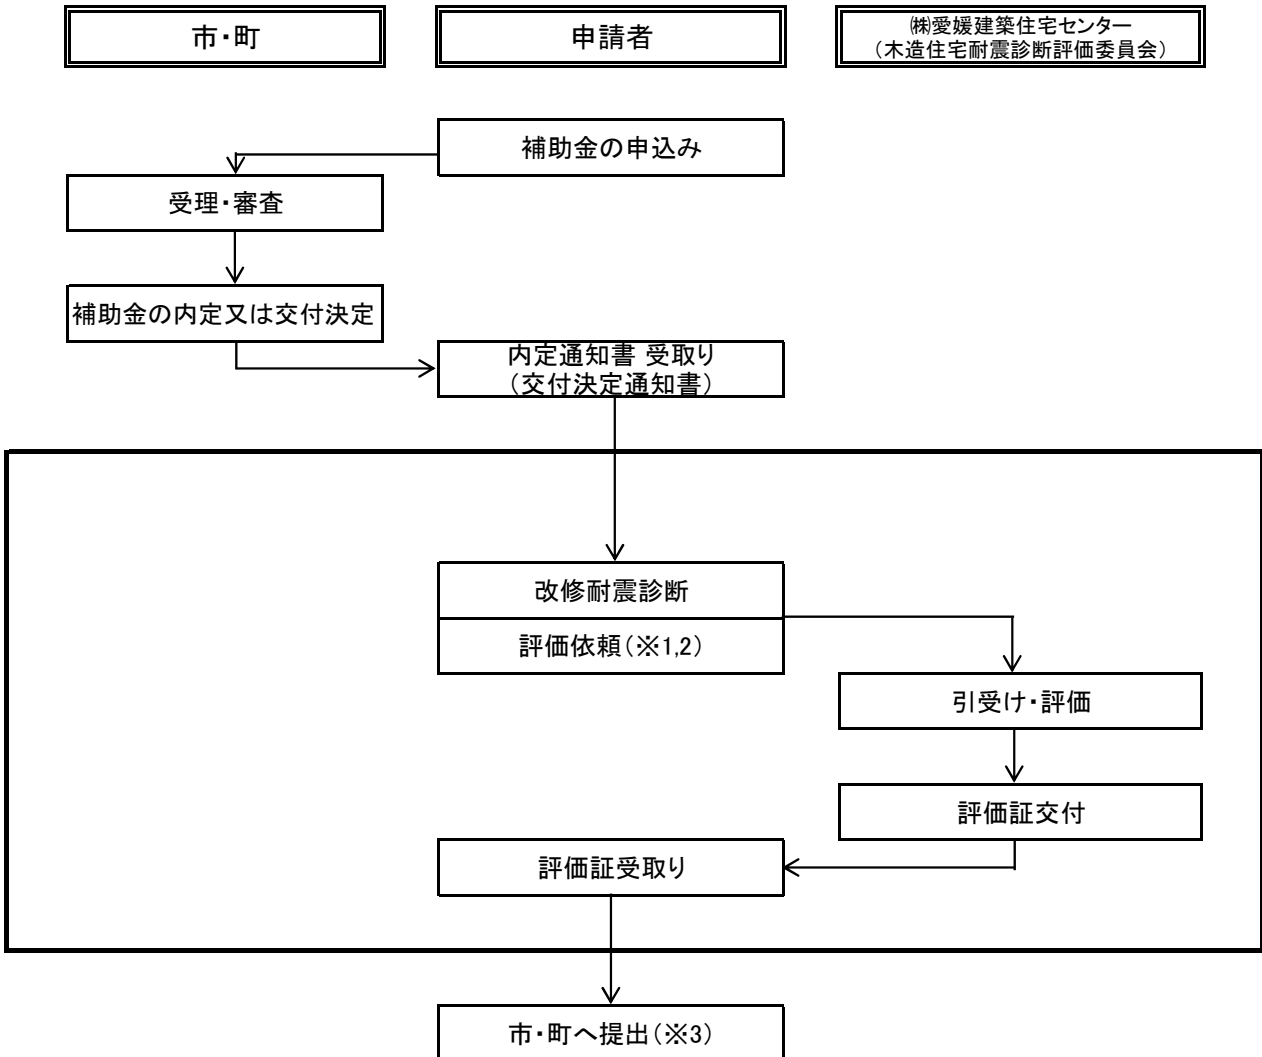 市・町
申請者
㈱愛媛建築住宅センター
（木造住宅耐震診断評価委員会）
補助金の申込み
受理・審査
補助金の内定又は交付決定
内定通知書 受取り
（交付決定通知書）
改修耐震診断
評価依頼（※1,2）
引受け・評価
評価証交付
評価証受取り
市・町へ提出（※3）